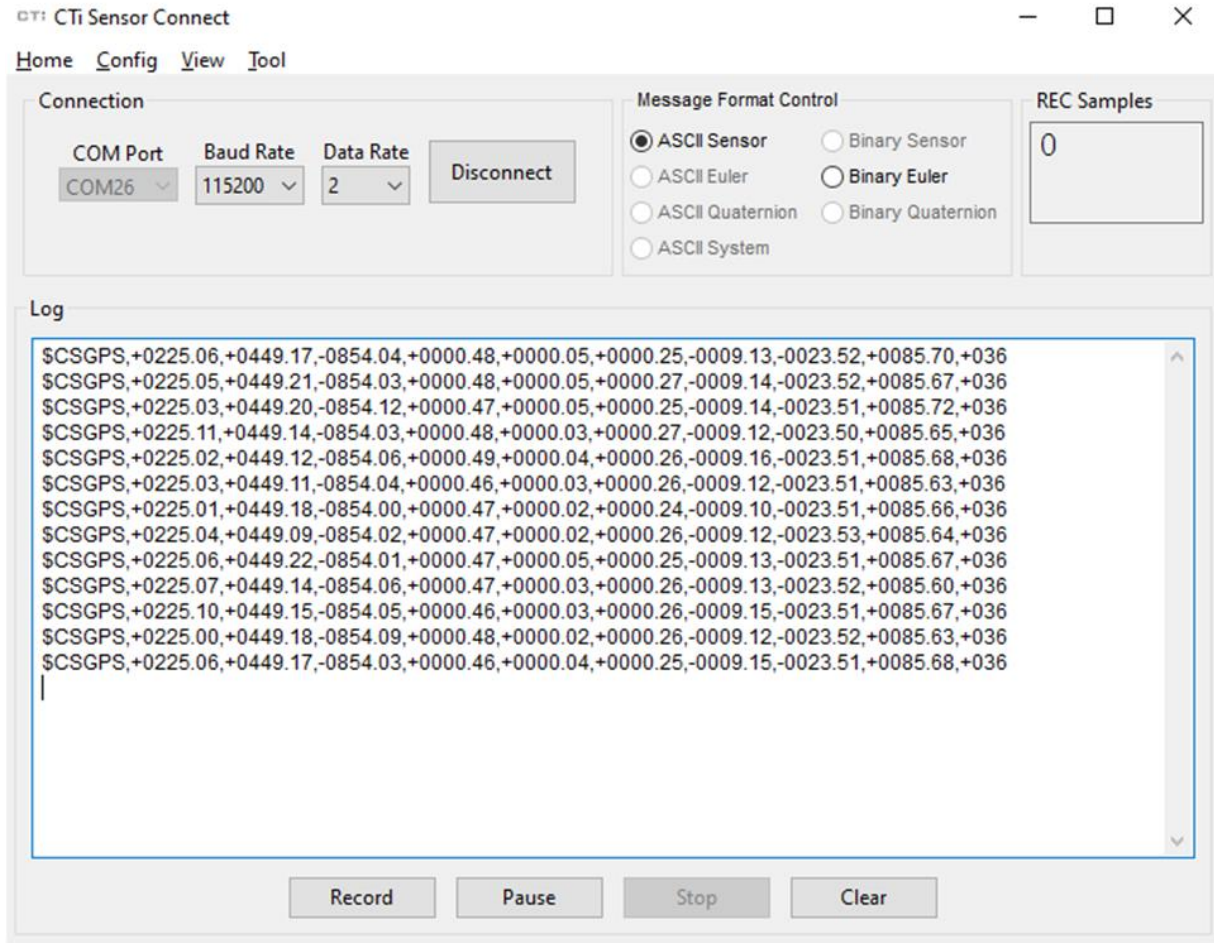 CTi CTi Sensor Connect
Home Config View Tool
Connection
COM Port Baud Rate Data Rate
COM26 115200 2 Disconnect
Message Format Control
ASCII Sensor Binary Sensor
ASCII Euler Binary Euler
ASCII Quaternion Binary Quaternion
ASCII System
REC Samples
0
Log
$CSGPS,+0225.06,+0449.17,-0854.04,+0000.48,+0000.05,+0000.25,-0009.13,-0023.52,+0085.70,+036
$CSGPS,+0225.05,+0449.21,-0854.03,+0000.48,+0000.05,+0000.27,-0009.14,-0023.52,+0085.67,+036
$CSGPS,+0225.03,+0449.20,-0854.12,+0000.47,+0000.05,+0000.25,-0009.14,-0023.51,+0085.72,+036
$CSGPS,+0225.11,+0449.14,-0854.03,+0000.48,+0000.03,+0000.27,-0009.12,-0023.50,+0085.65,+036
$CSGPS,+0225.02,+0449.12,-0854.06,+0000.49,+0000.04,+0000.26,-0009.16,-0023.51,+0085.68,+036
$CSGPS,+0225.03,+0449.11,-0854.04,+0000.46,+0000.03,+0000.26,-0009.12,-0023.51,+0085.63,+036
$CSGPS,+0225.01,+0449.18,-0854.00,+0000.47,+0000.02,+0000.24,-0009.10,-0023.51,+0085.66,+036
$CSGPS,+0225.04,+0449.09,-0854.02,+0000.47,+0000.02,+0000.26,-0009.12,-0023.53,+0085.64,+036
$CSGPS,+0225.06,+0449.22,-0854.01,+0000.47,+0000.05,+0000.25,-0009.13,-0023.51,+0085.67,+036
$CSGPS,+0225.07,+0449.14,-0854.06,+0000.47,+0000.03,+0000.26,-0009.13,-0023.52,+0085.60,+036
$CSGPS,+0225.10,+0449.15,-0854.05,+0000.46,+0000.03,+0000.26,-0009.15,-0023.51,+0085.67,+036
$CSGPS,+0225.00,+0449.18,-0854.09,+0000.48,+0000.02,+0000.26,-0009.12,-0023.52,+0085.63,+036
$CSGPS,+0225.06,+0449.17,-0854.03,+0000.46,+0000.04,+0000.25,-0009.15,-0023.51,+0085.68,+036
Record Pause Stop Clear